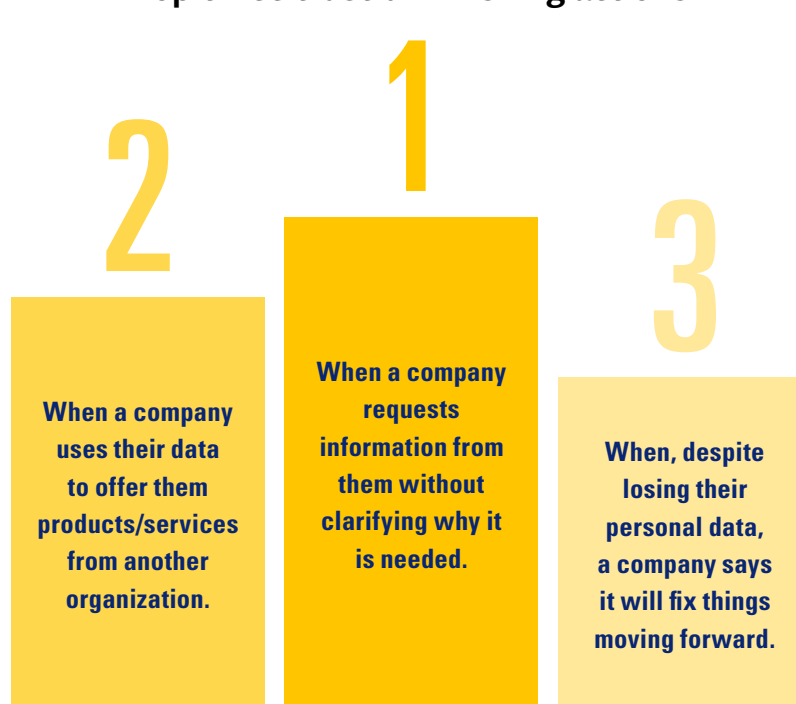 2
When a company
uses their data
to offer them
products/services
from another
organization.
1
When a company
requests
information from
them without
clarifying why it
is needed.
3
When, despite
losing their
personal data,
a company says
it will fix things
moving forward.